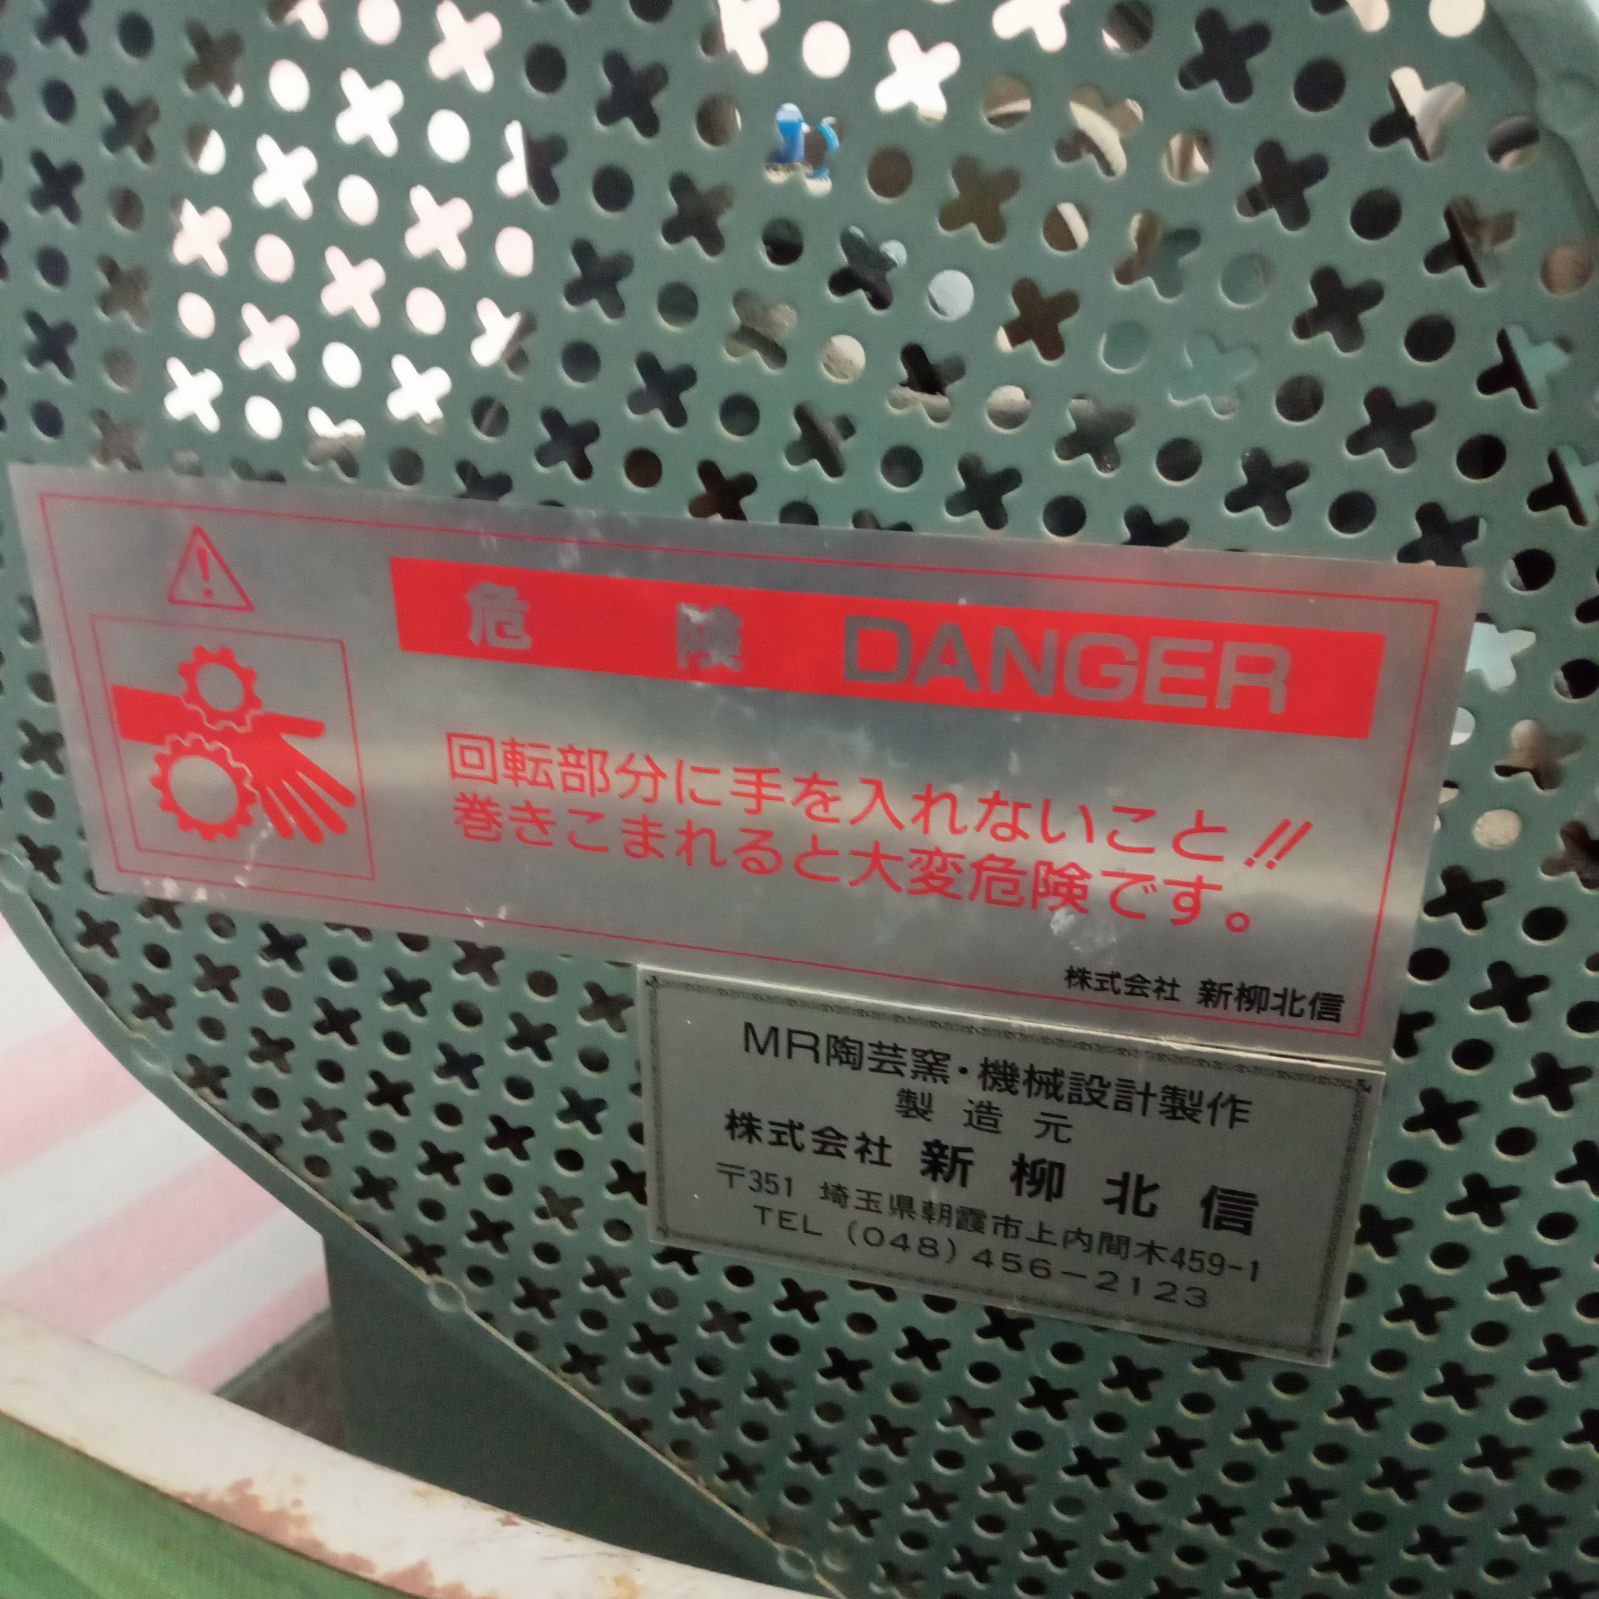 危険 DANGER
回転部分に手を入れないこと!!
巻きこまれると大変危険です。
株式会社 新柳北信
MR陶芸窯・機械設計製作
製造元
株式会社 新柳北信
〒351 埼玉県朝霞市上内間木459-1
TEL (048) 456-2123